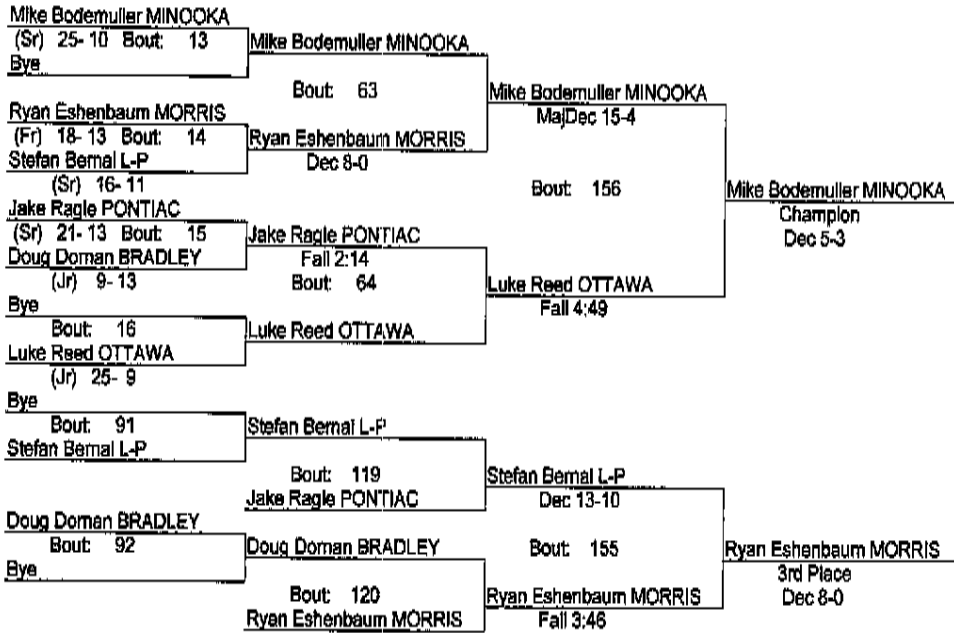 Mike Bodemuller MINOOKA
(Sr) 25- 10 Bout: 13
Bye
Mike Bodemuller MINOOKA
Bout: 63
Ryan Eshenbaum MORRIS
(Fr) 18- 13 Bout: 14
Stefan Bernal L-P
(Sr) 16- 11
Ryan Eshenbaum MORRIS
Dec 8-0
Mike Bodemuller MINOOKA
MajDec 15-4
Bout: 156
Jake Ragle PONTIAC
(Sr) 21- 13 Bout: 15
Doug Dornan BRADLEY
(Jr) 9- 13
Jake Ragle PONTIAC
Fall 2:14
Bout: 64
Bye
Bout: 16
Luke Reed OTTAWA
(Jr) 25- 9
Luke Reed OTTAWA
Luke Reed OTTAWA
Fall 4:49
Mike Bodemuller MINOOKA
Champion
Dec 5-3
Bye
Bout: 91
Stefan Bernal L-P
Stefan Bernal L-P
Bout: 119
Jake Ragle PONTIAC
Stefan Bernal L-P
Dec 13-10
Bout: 155
Doug Dornan BRADLEY
Bout: 92
Bye
Doug Dornan BRADLEY
Bout: 120
Ryan Eshenbaum MORRIS
Ryan Eshenbaum MORRIS
Fall 3:46
Ryan Eshenbaum MORRIS
3rd Place
Dec 8-0